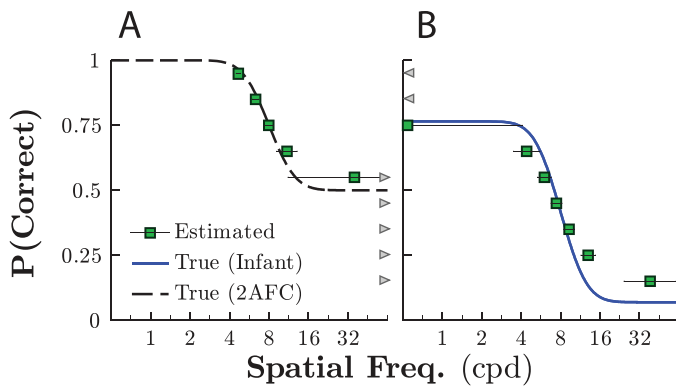 A
B
P(Correct)
1
0.75
0.5
0.25
0
Estimated
True (Infant)
True (2AFC)
1 2 4 8 16 32
1 2 4 8 16 32
Spatial Freq. (cpd)